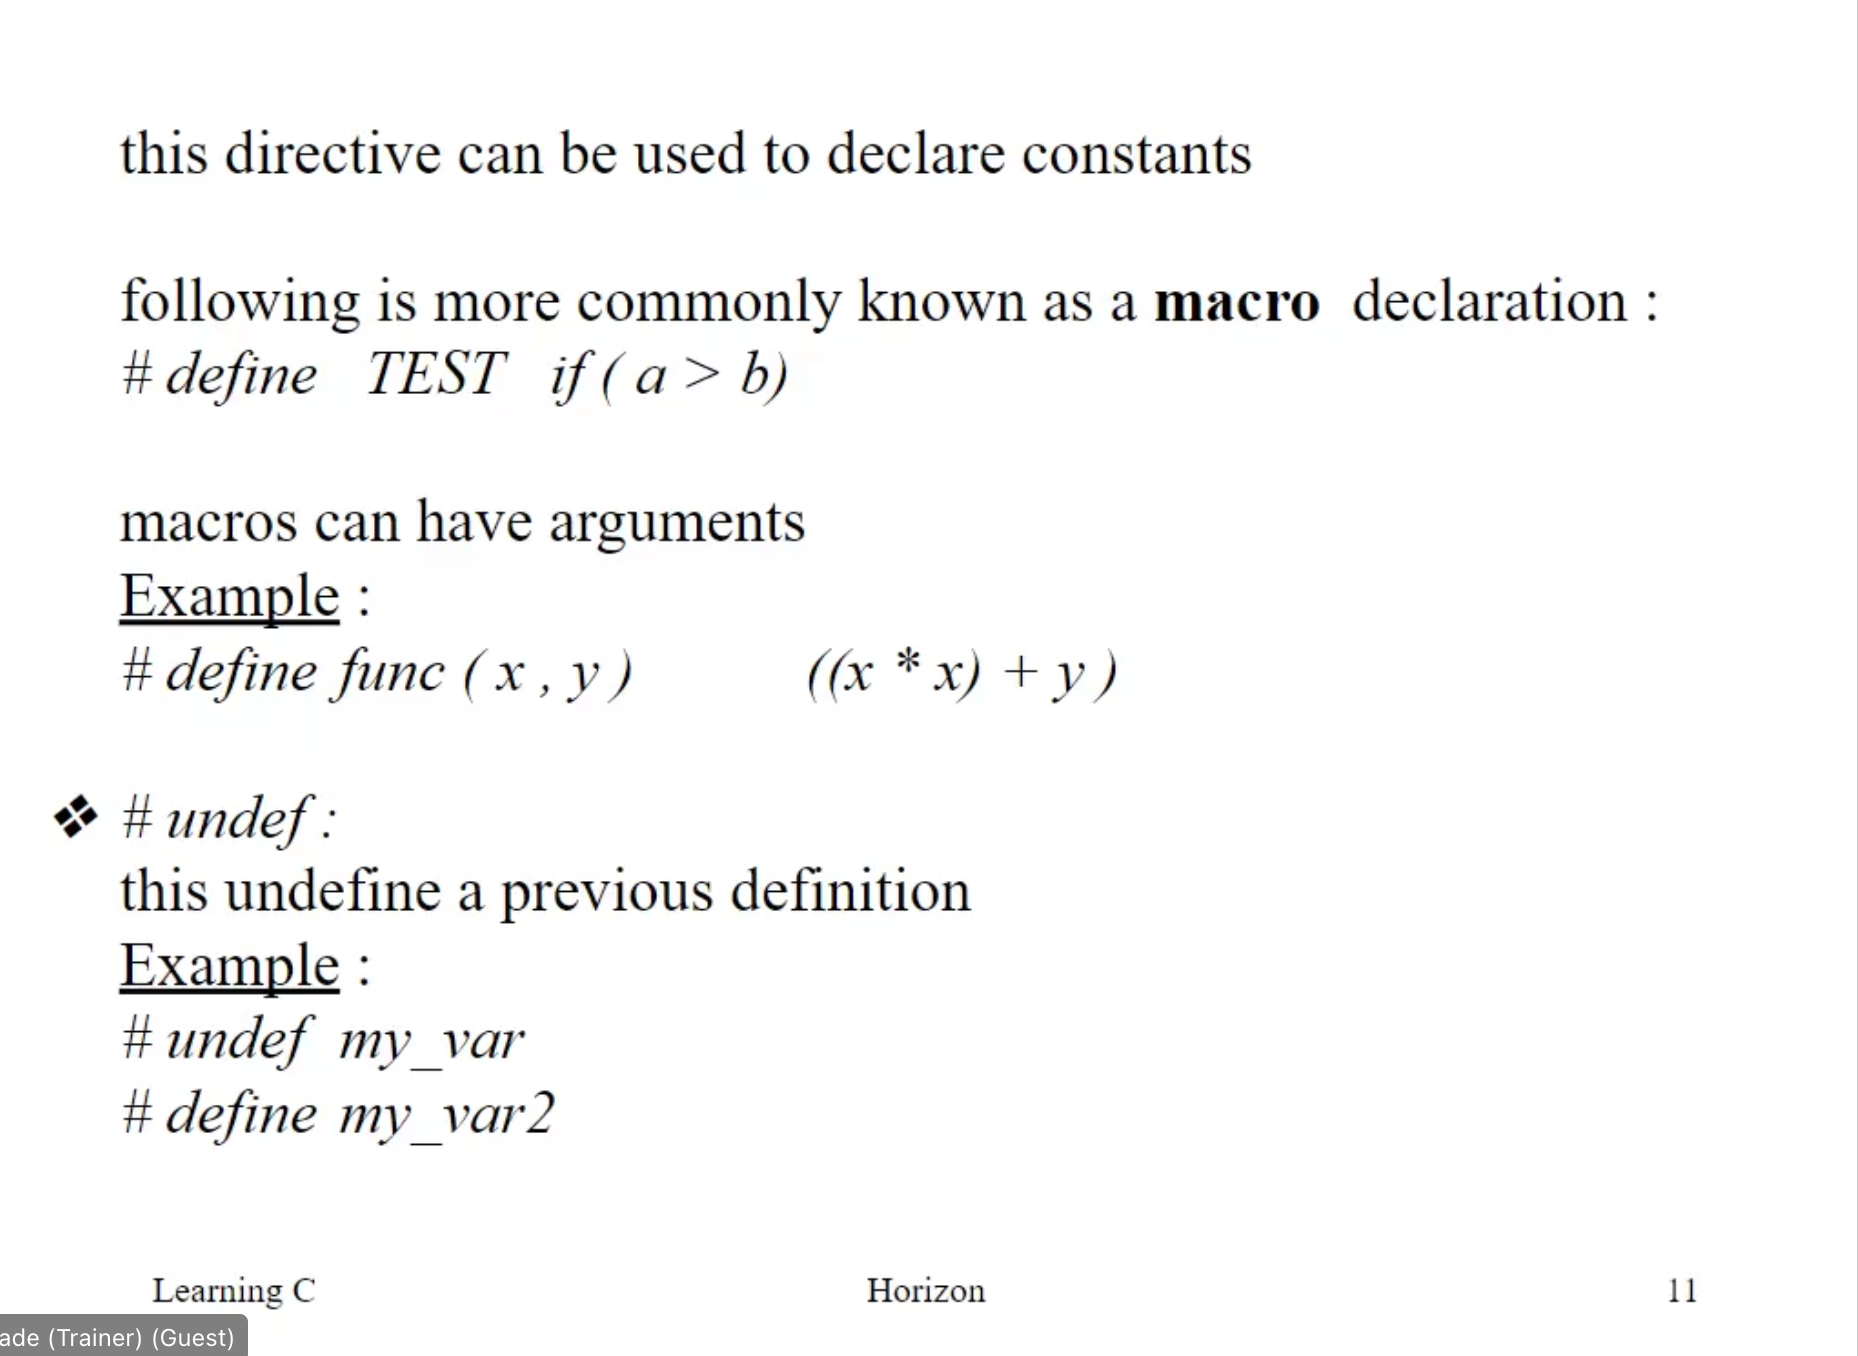 this directive can be used to declare constants
following is more commonly known as a macro declaration :
# define TEST if ( a > b)
macros can have arguments
Example :
# define func ( x , y ) ((x * x) + y )
# undef :
this undefine a previous definition
Example :
# undef my_var
# define my_var2
Learning C Horizon 11
ade (Trainer) (Guest)